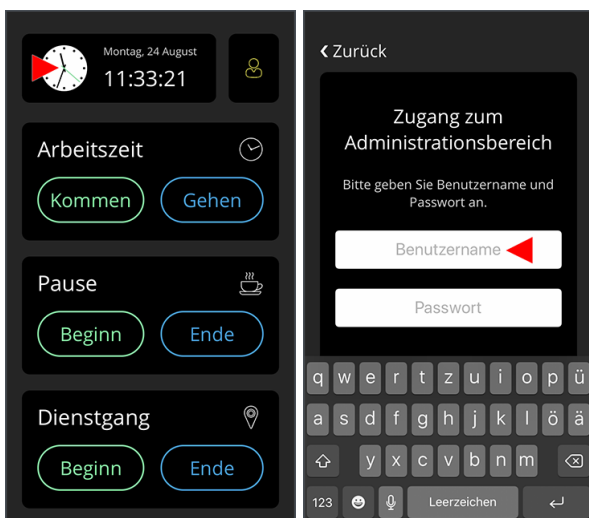 Montag, 24 August
11:33:21
Arbeitszeit
Kommen Gehen
Pause
Beginn Ende
Dienstgang
Beginn Ende
Zurück
Zugang zum
Administrationsbereich
Bitte geben Sie Benutzername und
Passwort an.
Benutzername
Passwort
q w e r t z u i o p ü
a s d f g h j k l ö ä
y x c v b n m
123 Leerzeichen